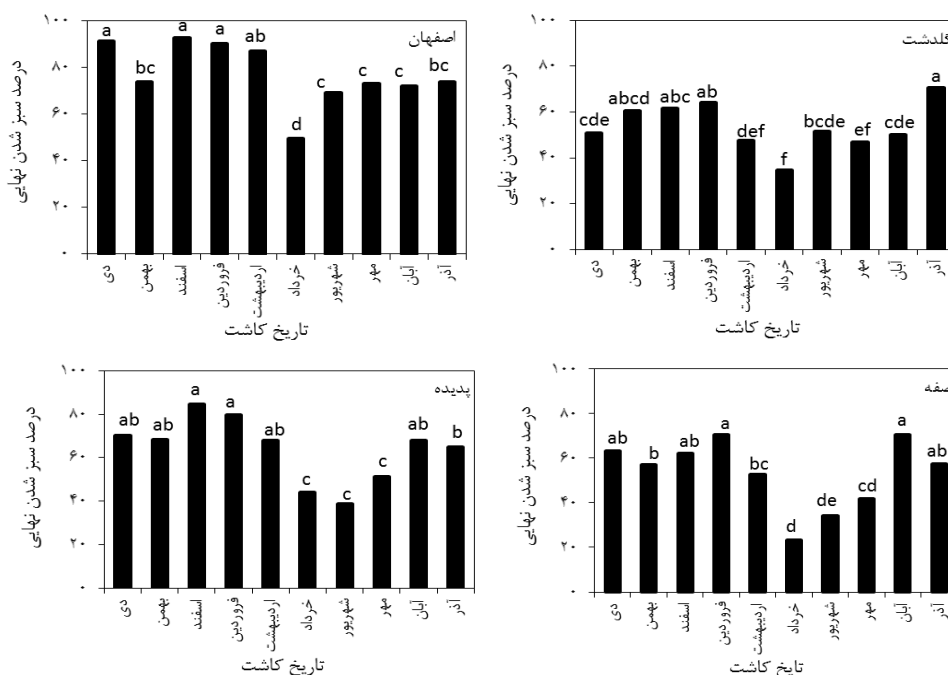 اصفهان
درصد سبز شدن نهایی
۱۰۰
۸۰
۶۰
۴۰
۲۰
۰
a bc a a ab d c c c bc
دی بهمن اسفند فروردین اردیبهشت خرداد شهریور مهر آبان آذر
تاریخ کاشت
گلدشت
درصد سبز شدن نهایی
۱۰۰
۸۰
۶۰
۴۰
۲۰
۰
cde abcd abc ab def f bcde ef cde a
دی بهمن اسفند فروردین اردیبهشت خرداد شهریور مهر آبان آذر
تاریخ کاشت
پدیده
درصد سبز شدن نهایی
۱۰۰
۸۰
۶۰
۴۰
۲۰
۰
ab ab a a ab c c c ab b
دی بهمن اسفند فروردین اردیبهشت خرداد شهریور مهر آبان آذر
تاریخ کاشت
صفه
درصد سبز شدن نهایی
۱۰۰
۸۰
۶۰
۴۰
۲۰
۰
ab b ab a bc d de cd a ab
دی بهمن اسفند فروردین اردیبهشت خرداد شهریور مهر آبان آذر
تایخ کاشت